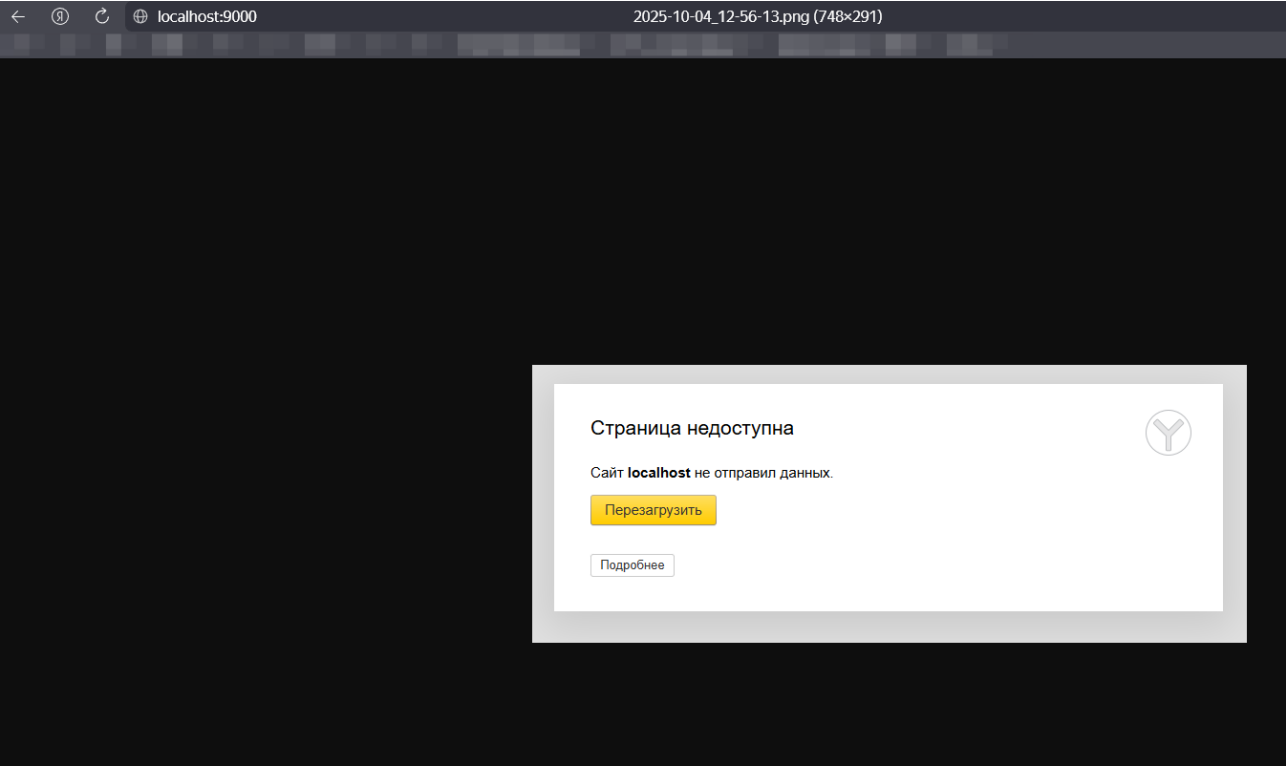 localhost:9000
2025-10-04_12-56-13.png (748×291)
Страница недоступна
Сайт localhost не отправил данных.
Перезагрузить
Подробнее